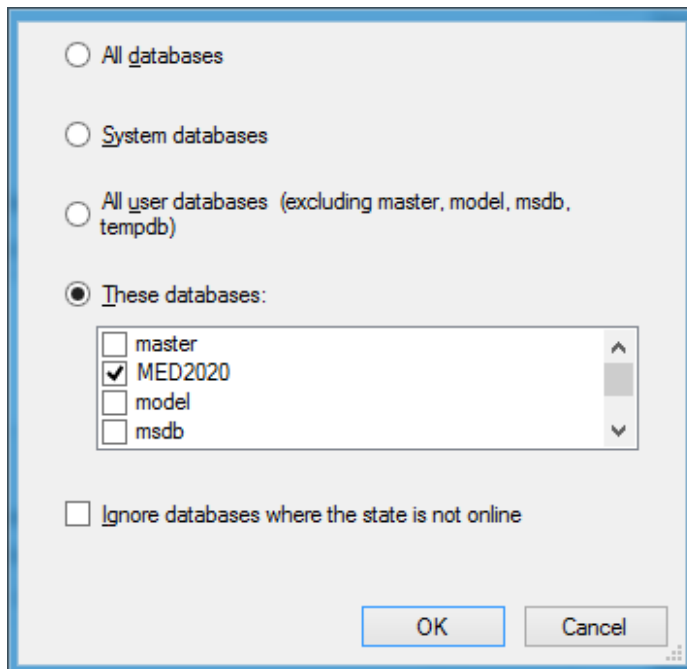 All databases
System databases
All user databases (excluding master, model, msdb,
tempdb)
These databases:
master
MED2020
model
msdb
Ignore databases where the state is not online
OK
Cancel